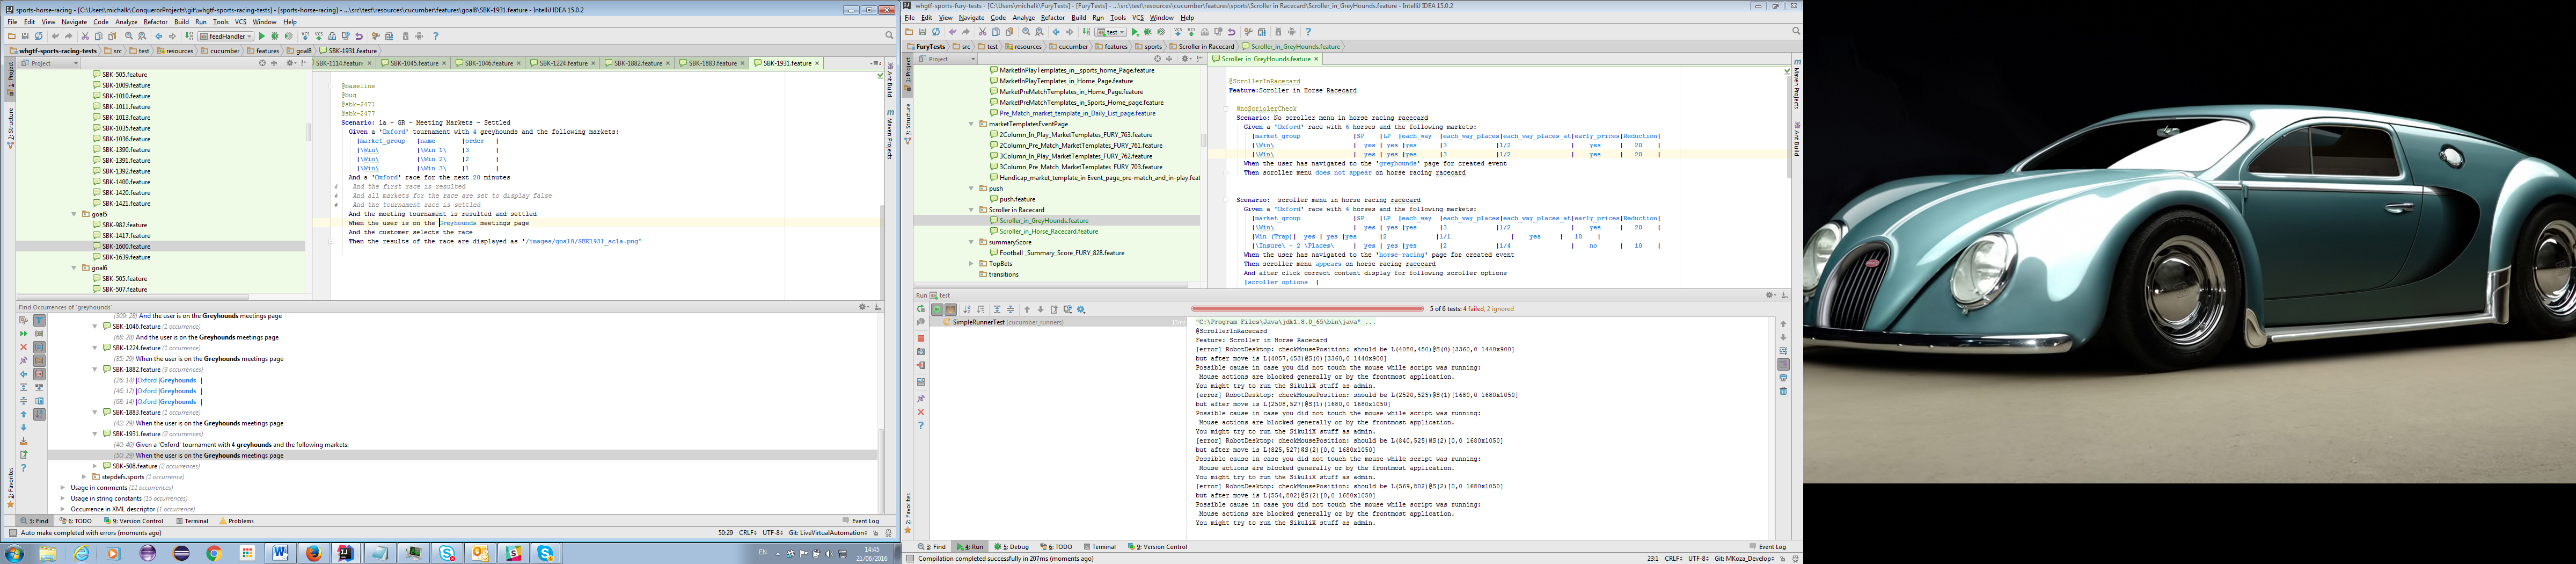 sports-horse-racing - [C:\Users\michalk\ConquerorProjects\git\whgtf-sports-racing-tests] - [sports-horse-racing] - ...\src\test\resources\cucumber\features\goal8\SBK-1931.feature - IntelliJ IDEA 15.0.2
File Edit View Navigate Code Analyze Refactor Build Run Tools VCS Window Help
feedHandler
whgtf-sports-racing-tests src test resources cucumber features goal8 SBK-1931.feature
Project
SBK-1114.feature SBK-1045.feature SBK-1046.feature SBK-1224.feature SBK-1882.feature SBK-1883.feature SBK-1931.feature
SBK-505.feature
SBK-1009.feature
SBK-1010.feature
SBK-1011.feature
SBK-1013.feature
SBK-1035.feature
SBK-1036.feature
SBK-1390.feature
SBK-1391.feature
SBK-1392.feature
SBK-1400.feature
SBK-1420.feature
SBK-1421.feature
goal5
SBK-982.feature
SBK-1417.feature
SBK-1600.feature
SBK-1639.feature
goal6
SBK-505.feature
SBK-507.feature
1: Project
7: Structure
2: Favorites
Ant Build
Maven Projects
@baseline
@bug
@sbk-2471
@sbk-2477
Scenario: 1a - GR - Meeting Markets - Settled
Given a 'Oxford' tournament with 4 greyhounds and the following markets:
|market_group |name |order |
|\Win\ |\Win 1\ |3 |
|\Win\ |\Win 2\ |2 |
|\Win\ |\Win 3\ |1 |
And a 'Oxford' race for the next 20 minutes
# And the first race is resulted
# And all markets for the race are set to display false
# And the tournament race is settled
And the meeting tournament is resulted and settled
When the user is on the Greyhounds meetings page
And the customer selects the race
Then the results of the race are displayed as '/images/goal8/SBK1931_sc1a.png"
Find Occurrences of 'greyhounds'
(309: 28) And the user is on the Greyhounds meetings page
SBK-1046.feature (1 occurrence)
(68: 28) And the user is on the Greyhounds meetings page
SBK-1224.feature (1 occurrence)
(85: 29) When the user is on the Greyhounds meetings page
SBK-1882.feature (3 occurrences)
(26: 14) |Oxford |Greyhounds |
(46: 12) |Oxford |Greyhounds |
(68: 14) |Oxford |Greyhounds |
SBK-1883.feature (1 occurrence)
(42: 29) When the user is on the Greyhounds meetings page
SBK-1931.feature (2 occurrences)
(40: 40) Given a 'Oxford' tournament with 4 greyhounds and the following markets:
(50: 29) When the user is on the Greyhounds meetings page
SBK-508.feature (2 occurrences)
stepdefs.sports (1 occurrence)
Usage in comments (11 occurrences)
Usage in string constants (15 occurrences)
Occurrence in XML descriptor (1 occurrence)
3: Find 6: TODO 9: Version Control Terminal Problems Event Log
Auto make completed with errors (moments ago) 50:29 CRLF UTF-8 Git: LiveVirtualAutomation
EN 14:45
21/06/2016
whgtf-sports-fury-tests - [C:\Users\michalk\FuryTests] - [FuryTests] - ...\src\test\resources\cucumber\features\sports\Scroller in Racecard\Scroller_in_GreyHounds.feature - IntelliJ IDEA 15.0.2
File Edit View Navigate Code Analyze Refactor Build Run Tools VCS Window Help
test
FuryTests src test resources cucumber features sports Scroller in Racecard Scroller_in_GreyHounds.feature
Project
Scroller_in_GreyHounds.feature
MarketInPlayTemplates_in__sports_home_Page.feature
MarketInPlayTemplates_in_Home_Page.feature
MarketPreMatchTemplates_in_Home_Page.feature
MarketPreMatchTemplates_in_Sports_Home_page.feature
Pre_Match_market_template_in_Daily_List_page.feature
marketTemplatesEventPage
2Column_In_Play_MarketTemplates_FURY_763.feature
2Column_Pre_Match_MarketTemplates_FURY_761.feature
3Column_In_Play_MarketTemplates_FURY_762.feature
3Column_Pre_Match_MarketTemplates_FURY_703.feature
Handicap_market_template_in Event_page_pre-match_and_in-play.feat
push
push.feature
Scroller in Racecard
Scroller_in_GreyHounds.feature
Scroller_in_Horse_Racecard.feature
summaryScore
Football _Summary_Score_FURY_828.feature
TopBets
transitions
1: Project
7: Structure
2: Favorites
Maven Projects
Ant Build
@ScrollerInRacecard
Feature:Scroller in Horse Racecard
@noScriolerCheck
Scenario: No scroller menu in horse racing racecard
Given a 'Oxford' race with 6 horses and the following markets:
|market_group |SP |LP |each_way |each_way_places|each_way_places_at|early_prices|Reduction|
|\Win\ | yes | yes |yes |3 |1/2 | yes | 20 |
|\Win\ | yes | yes |yes |3 |1/2 | yes | 20 |
When the user has navigated to the 'greyhounds' page for created event
Then scroller menu does not appear on horse racing racecard
Scenario: scroller menu in horse racing racecard
Given a 'Oxford' race with 4 horses and the following markets:
|market_group |SP |LP |each_way |each_way_places|each_way_places_at|early_prices|Reduction|
|\Win\ | yes | yes |yes |3 |1/2 | yes | 20 |
|Win (Trap)| yes | yes |yes |2 |1/1 | yes | 10 |
|\Insure\ - 2 \Places\ | yes | yes |yes |2 |1/4 | no | 10 |
When the user has navigated to the 'horse-racing' page for created event
Then scroller menu appears on horse racing racecard
And after click correct content display for following scroller options
|scroller_options |
Run test
5 of 6 tests: 4 failed, 2 ignored
SimpleRunnerTest (cucumber_runners)
"C:\Program Files\Java\jdk1.8.0_65\bin\java" ...
@ScrollerInRacecard
Feature: Scroller in Horse Racecard
[error] RobotDesktop: checkMousePosition: should be L(4080,450)@S(0)[3360,0 1440x900]
but after move is L(4057,453)@S(0)[3360,0 1440x900]
Possible cause in case you did not touch the mouse while script was running:
Mouse actions are blocked generally or by the frontmost application.
You might try to run the SikuliX stuff as admin.
[error] RobotDesktop: checkMousePosition: should be L(2520,525)@S(1)[1680,0 1680x1050]
but after move is L(2508,527)@S(1)[1680,0 1680x1050]
Possible cause in case you did not touch the mouse while script was running:
Mouse actions are blocked generally or by the frontmost application.
You might try to run the SikuliX stuff as admin.
[error] RobotDesktop: checkMousePosition: should be L(840,525)@S(2)[0,0 1680x1050]
but after move is L(825,527)@S(2)[0,0 1680x1050]
Possible cause in case you did not touch the mouse while script was running:
Mouse actions are blocked generally or by the frontmost application.
You might try to run the SikuliX stuff as admin.
[error] RobotDesktop: checkMousePosition: should be L(569,802)@S(2)[0,0 1680x1050]
but after move is L(554,802)@S(2)[0,0 1680x1050]
Possible cause in case you did not touch the mouse while script was running:
Mouse actions are blocked generally or by the frontmost application.
You might try to run the SikuliX stuff as admin.
3: Find 4: Run 5: Debug 6: TODO Terminal 9: Version Control Event Log
Compilation completed successfully in 207ms (moments ago) 23:1 CRLF UTF-8 Git: MKoza_Develop